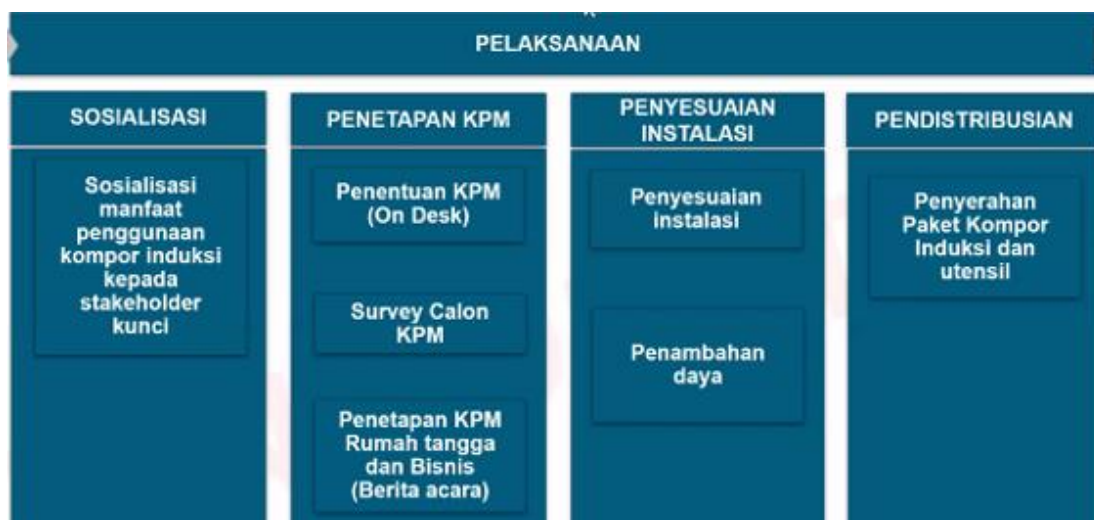 PELAKSANAAN
SOSIALISASI
Sosialisasi
manfaat
penggunaan
kompor induksi
kepada
stakeholder
kunci
PENETAPAN KPM
Penentuan KPM
(On Desk)
Survey Calon
KPM
Penetapan KPM
Rumah tangga
dan Bisnis
(Berita acara)
PENYESUAIAN
INSTALASI
Penyesuaian
instalasi
Penambahan
daya
PENDISTRIBUSIAN
Penyerahan
Paket Kompor
Induksi dan
utensil